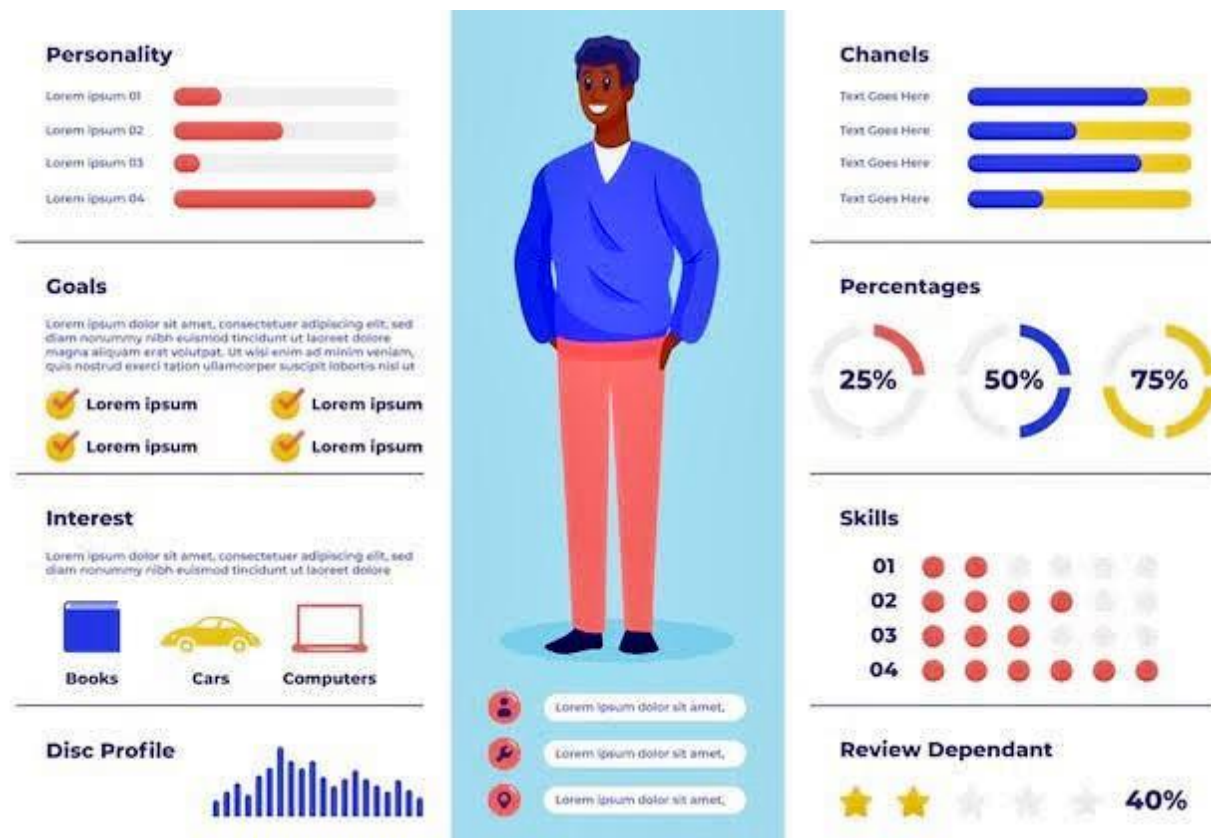 Personality
Lorem ipsum 01
Lorem ipsum 02
Lorem ipsum 03
Lorem ipsum 04
Goals
Lorem ipsum dolor sit amet, consectetuer adipiscing elit, sed
diam nonummy nibh euismod tincidunt ut laoreet dolore
magna aliquam erat volutpat. Ut wisi enim ad minim veniam,
quis nostrud exerci tation ullamcorper suscipit lobortis nisl ut
Lorem ipsum
Lorem ipsum
Lorem ipsum
Lorem ipsum
Interest
Lorem ipsum dolor sit amet, consectetuer adipiscing elit, sed
diam nonummy nibh euismod tincidunt ut laoreet dolore
Books
Cars
Computers
Disc Profile
Lorem ipsum dolor sit amet,
Lorem ipsum dolor sit amet,
Lorem ipsum dolor sit amet,
Chanels
Text Goes Here
Text Goes Here
Text Goes Here
Text Goes Here
Percentages
25%
50%
75%
Skills
01
02
03
04
Review Dependant
40%